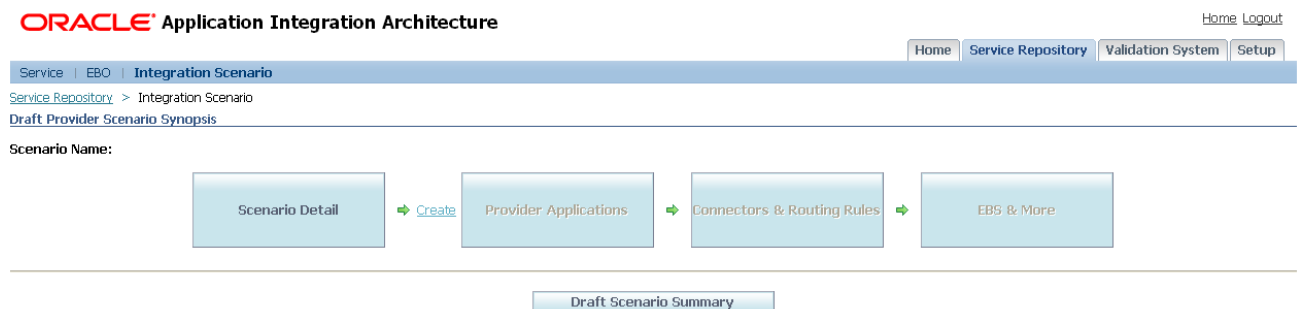 ORACLE Application Integration Architecture
Home Logout
Home Service Repository Validation System Setup
Service | EBO | Integration Scenario
Service Repository > Integration Scenario
Draft Provider Scenario Synopsis
Scenario Name:
Scenario Detail Create Provider Applications Connectors & Routing Rules EBS & More
Draft Scenario Summary